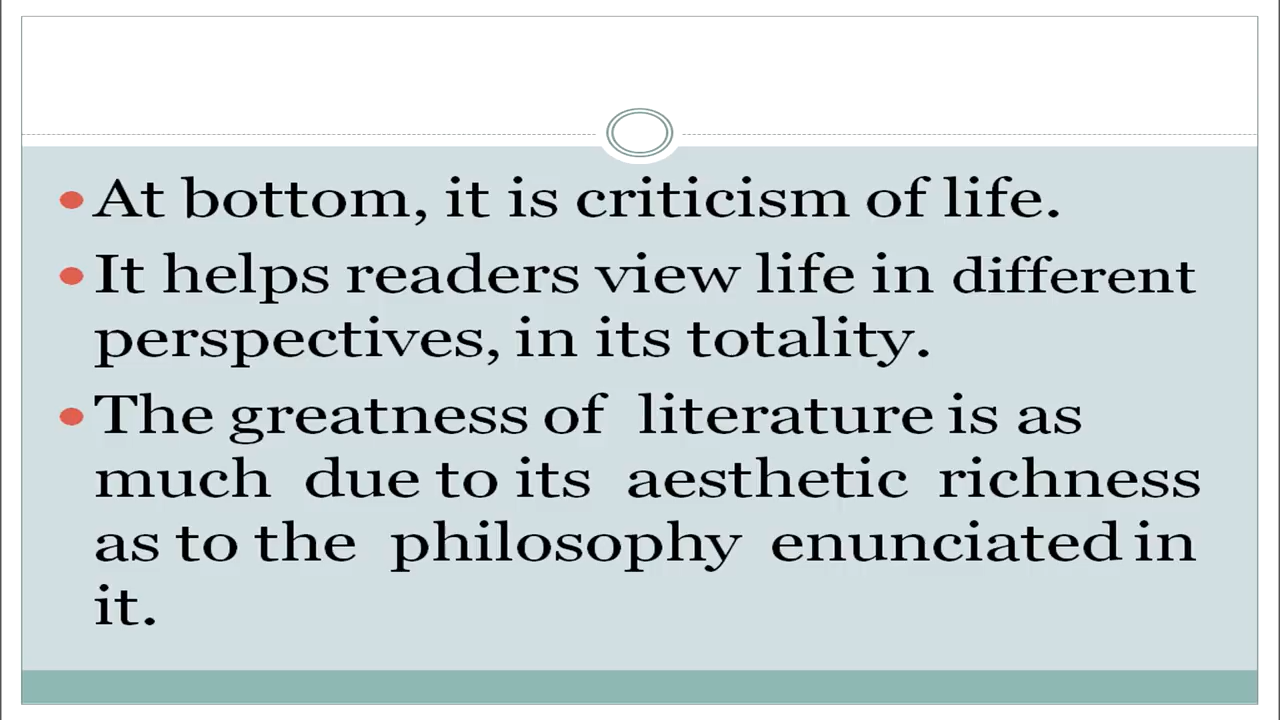 At bottom, it is criticism of life.
It helps readers view life in different
perspectives, in its totality.
The greatness of literature is as
much due to its aesthetic richness
as to the philosophy enunciated in
it.